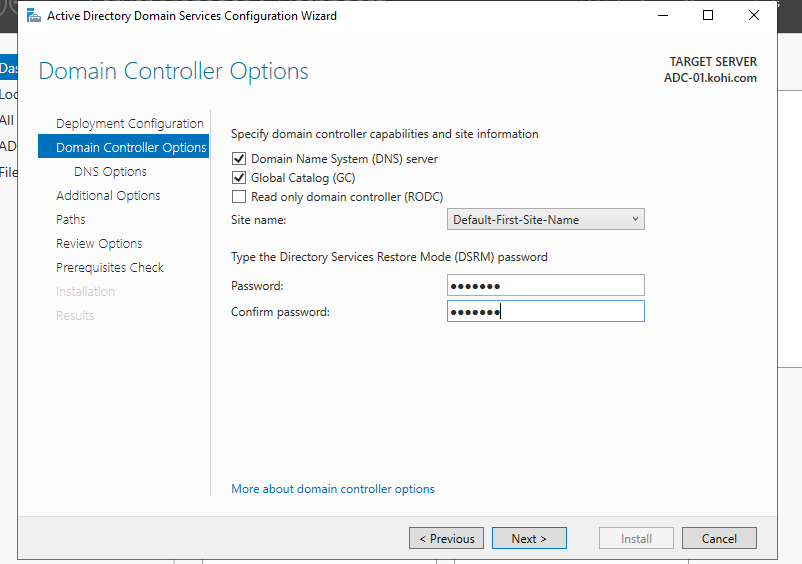 Active Directory Domain Services Configuration Wizard
Domain Controller Options
TARGET SERVER
ADC-01.kohi.com
Deployment Configuration
Domain Controller Options
DNS Options
Additional Options
Paths
Review Options
Prerequisites Check
Installation
Results
Specify domain controller capabilities and site information
Domain Name System (DNS) server
Global Catalog (GC)
Read only domain controller (RODC)
Site name: Default-First-Site-Name
Type the Directory Services Restore Mode (DSRM) password
Password: ●●●●●●●
Confirm password: ●●●●●●●
More about domain controller options
< Previous Next > Install Cancel
Das
Loc
All
AD
File